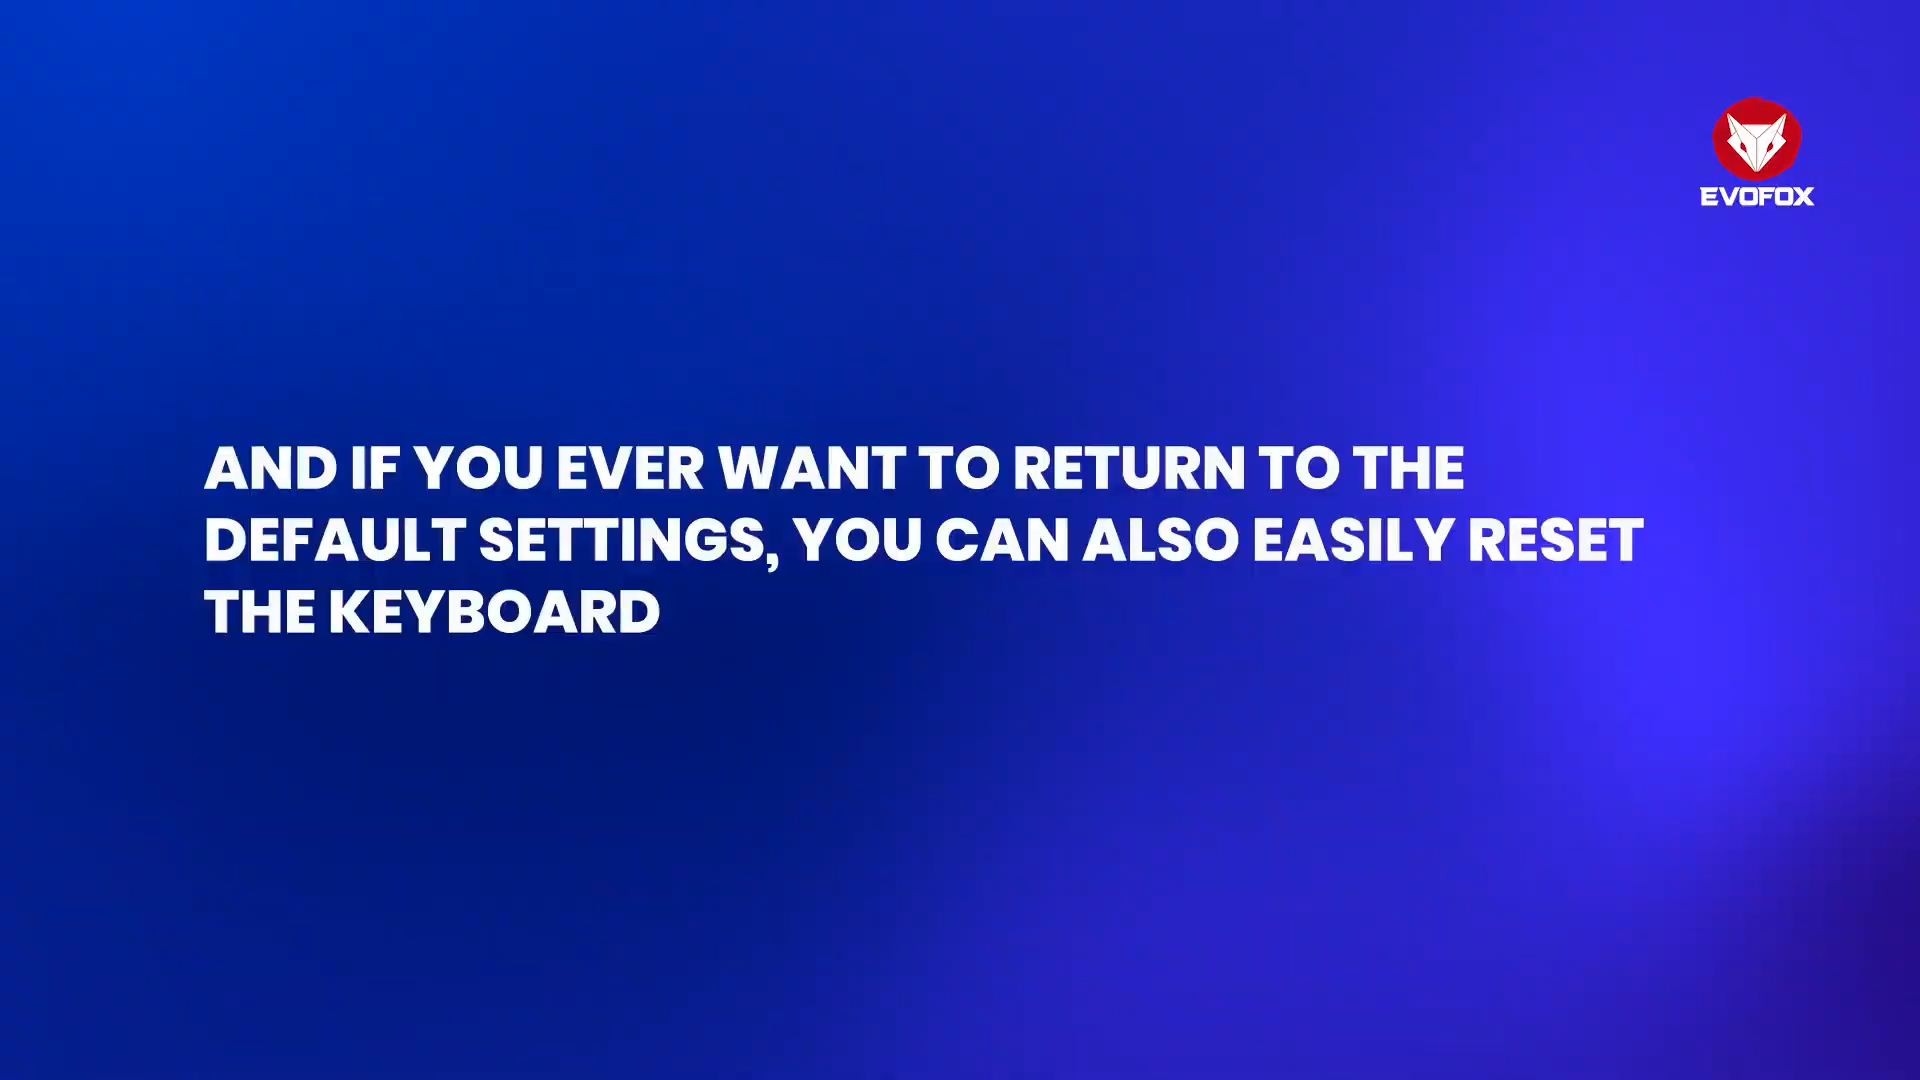 EVOFOX
AND IF YOU EVER WANT TO RETURN TO THE
DEFAULT SETTINGS, YOU CAN ALSO EASILY RESET
THE KEYBOARD